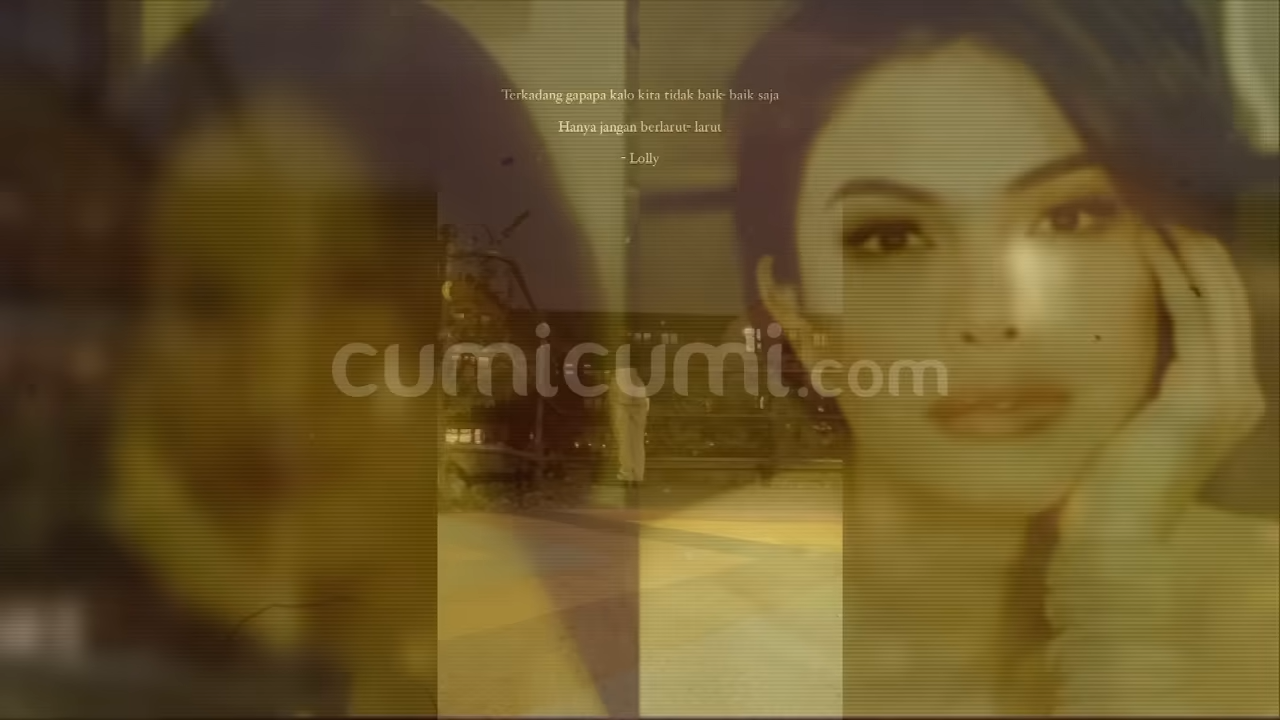 Terkadang gapapa kalo kita tidak baik- baik saja
Hanya jangan berlarut- larut
- Lolly
cumicumi.com